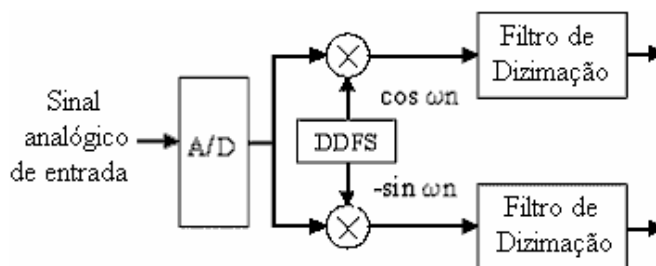 Sinal
analógico
de entrada
A/D
cos ωn
DDFS
-sin ωn
Filtro de
Dizimação
Filtro de
Dizimação